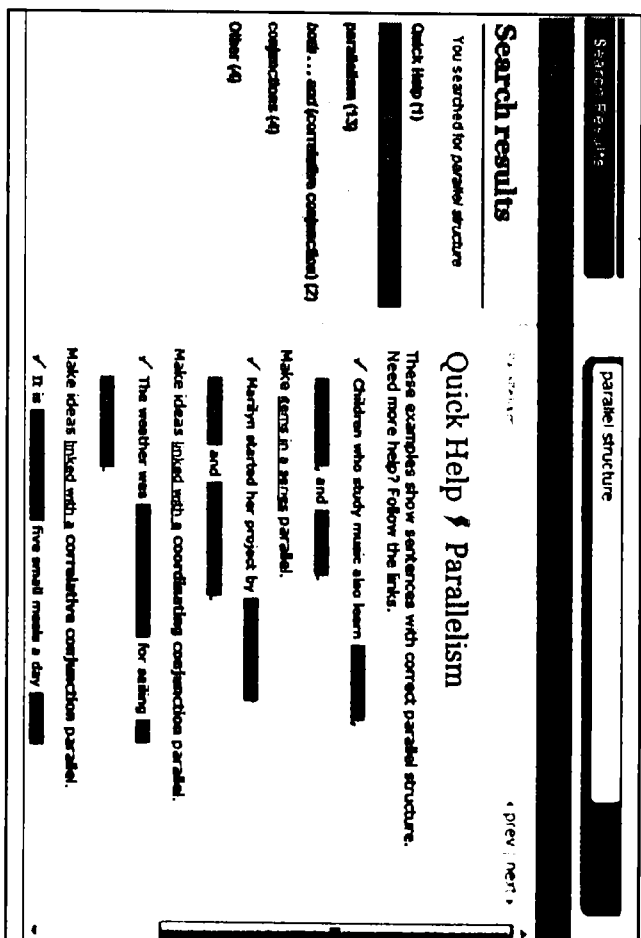 Search Results
parallel structure
Search results
You searched for parallel structure
Quick Help (1)
parallelism (13)
both . . . and (correlative conjunction) (2)
conjunctions (4)
Other (4)
‹ prev | next ›
Quick Help Parallelism
These examples show sentences with correct parallel structure.
Need more help? Follow the links.
✓ Children who study music also learn
, and
Make items in a series parallel.
✓ Marilyn started her project by
and
Make ideas linked with a coordinating conjunction parallel.
✓ The weather was for sailing
Make ideas linked with a correlative conjunction parallel.
✓ It is five small meals a day